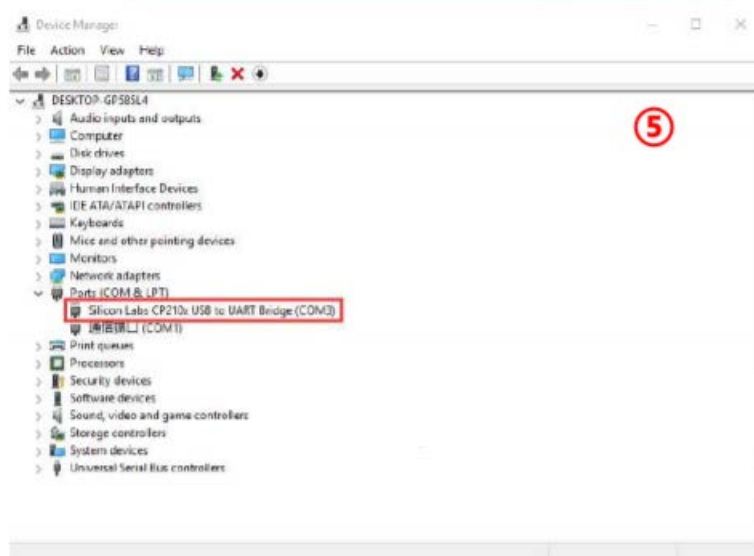 Device Manager
File Action View Help
DESKTOP-GP585L4
Audio inputs and outputs
Computer
Disk drives
Display adapters
Human Interface Devices
IDE ATA/ATAPI controllers
Keyboards
Mice and other pointing devices
Monitors
Network adapters
Ports (COM & LPT)
Silicon Labs CP210x USB to UART Bridge (COM3)
通信端口 (COM1)
Print queues
Processors
Security devices
Software devices
Sound, video and game controllers
Storage controllers
System devices
Universal Serial Bus controllers
⑤